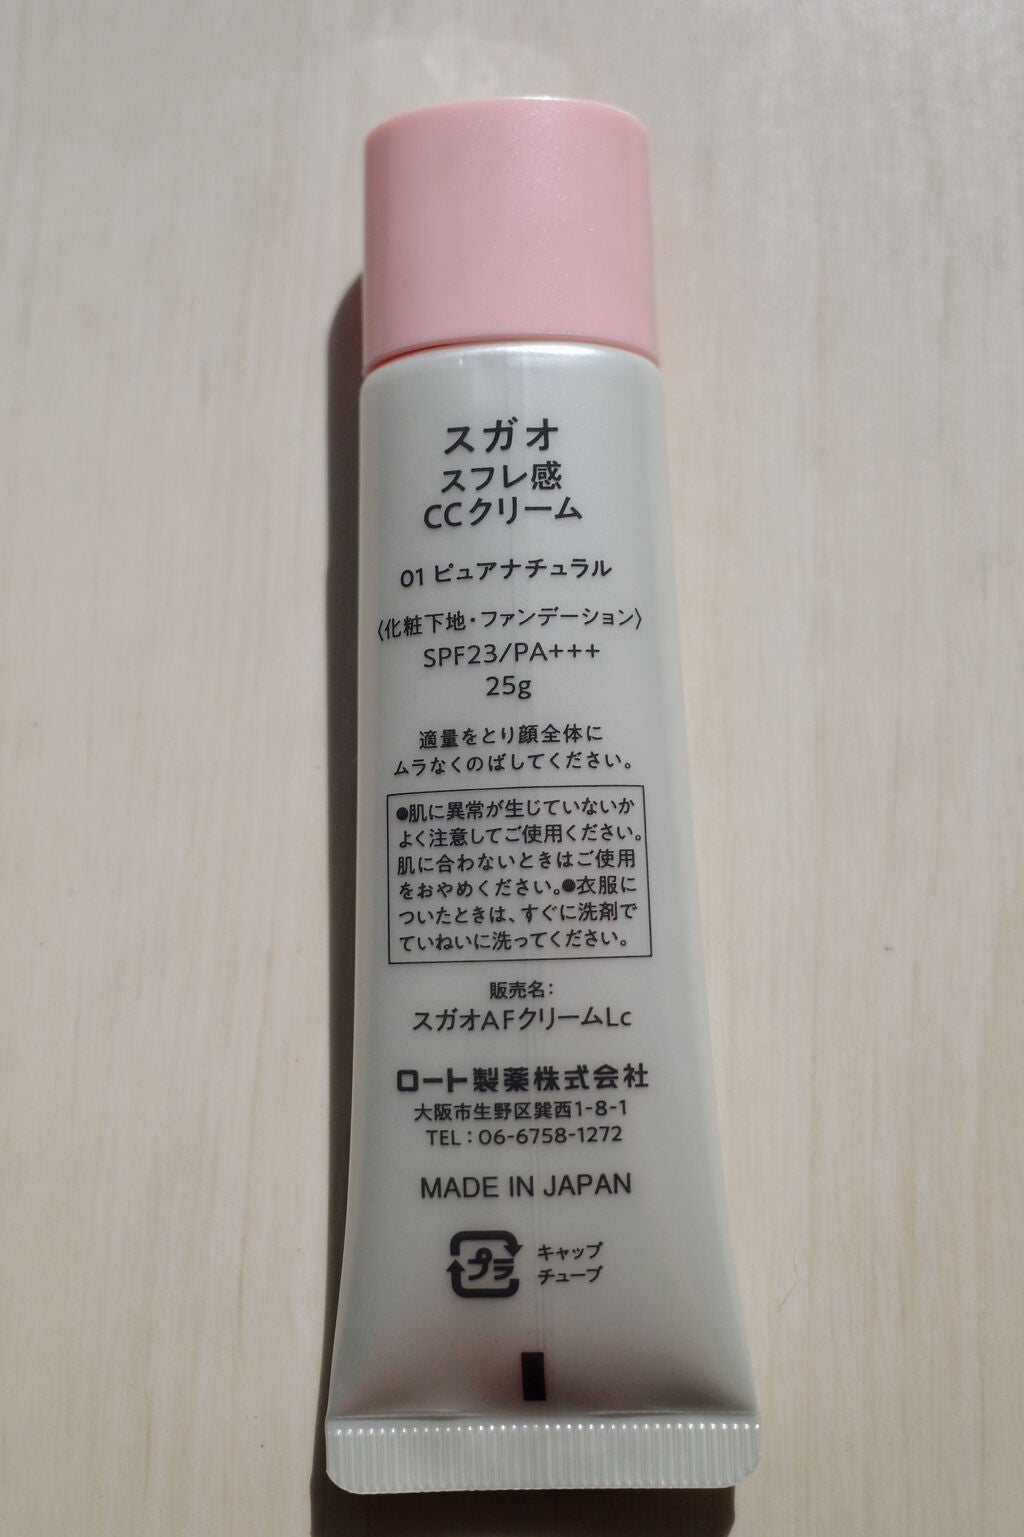 スガオ
スフレ感
CCクリーム
01 ピュアナチュラル
〈化粧下地・ファンデーション〉
SPF23/PA+++
25g
適量をとり顔全体に
ムラなくのばしてください。
●肌に異常が生じていないか
よく注意してご使用ください。
肌に合わないときはご使用
をおやめください。●衣服に
ついたときは、すぐに洗剤で
ていねいに洗ってください。
販売名:
スガオAFクリームLc
ロート製薬株式会社
大阪市生野区巽西1-8-1
TEL:06-6758-1272
MADE IN JAPAN
プラ キャップ
チューブ